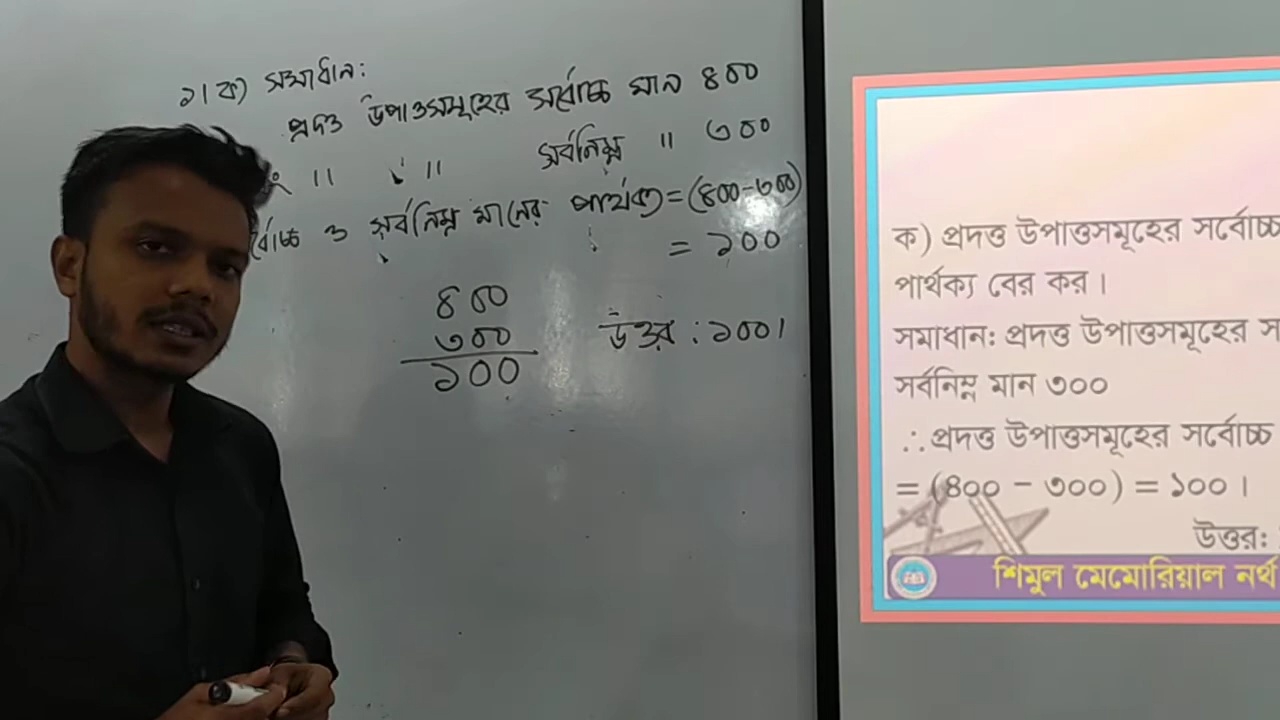 ১। ক) সমাধান:
প্রদত্ত উপাত্তসমূহের সর্বোচ্চ মান ৪০০
" " সর্বনিম্ন " ৩০০
সর্বনিম্ন মানের পার্থক্য = (৪০০-৩০০)
= ১০০
৪০০
৩০০
১০০
উত্তর : ১০০।
ক) প্রদত্ত উপাত্তসমূহের সর্বোচ্চ
পার্থক্য বের কর।
সমাধান: প্রদত্ত উপাত্তসমূহের
সর্বনিম্ন মান ৩০০
∴ প্রদত্ত উপাত্তসমূহের সর্বোচ্চ
= (৪০০ - ৩০০) = ১০০।
উত্তর:
শিমুল মেমোরিয়াল নর্থ